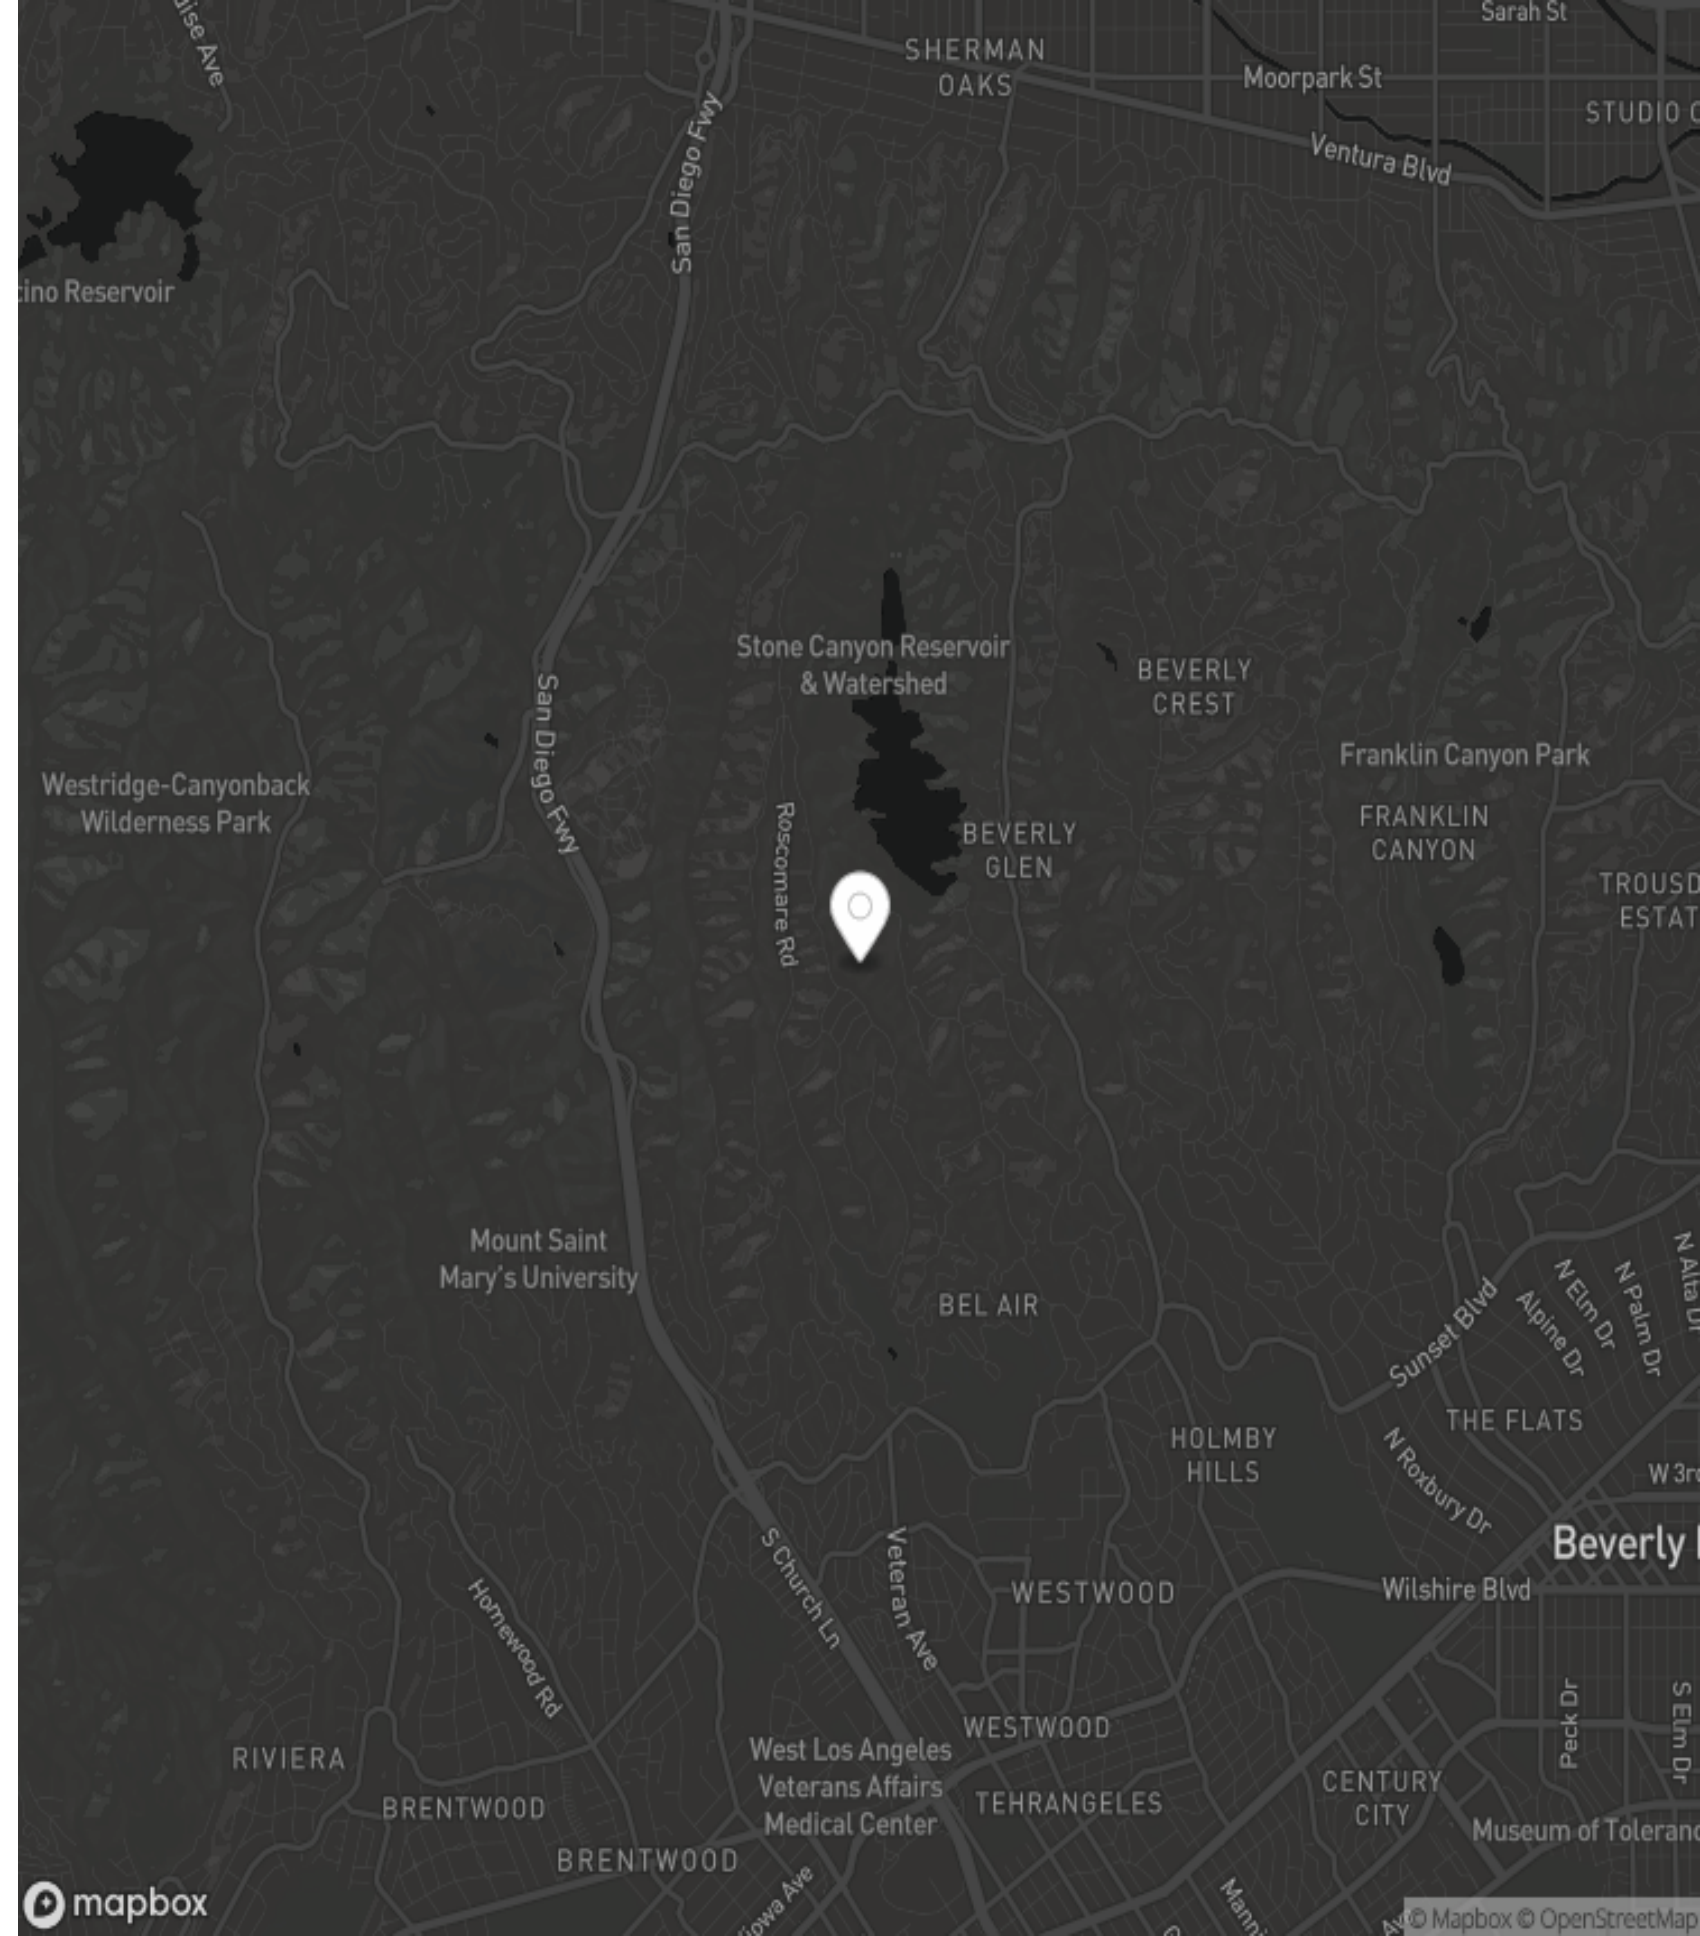 Sarah St
SHERMAN
OAKS
Moorpark St
STUDIO C
Ventura Blvd
uise Ave
San Diego Fwy
cino Reservoir
Stone Canyon Reservoir
& Watershed
BEVERLY
CREST
San Diego Fwy
Franklin Canyon Park
Westridge-Canyonback
Wilderness Park
FRANKLIN
CANYON
BEVERLY
GLEN
Roscomare Rd
TROUSD
ESTAT
Mount Saint
Mary's University
BEL AIR
Sunset Blvd
Alpine Dr
N Elm Dr
N Palm Dr
N Alta Dr
THE FLATS
HOLMBY
HILLS
N Roxbury Dr
W 3rd
Beverly
S Church Ln
Veteran Ave
WESTWOOD
Wilshire Blvd
Homewood Rd
Peck Dr
S Elm Dr
WESTWOOD
West Los Angeles
Veterans Affairs
Medical Center
RIVIERA
BRENTWOOD
TEHRANGELES
CENTURY
CITY
Museum of Toleranc
BRENTWOOD
Iowa Ave
Manni
mapbox
© Mapbox © OpenStreetMap